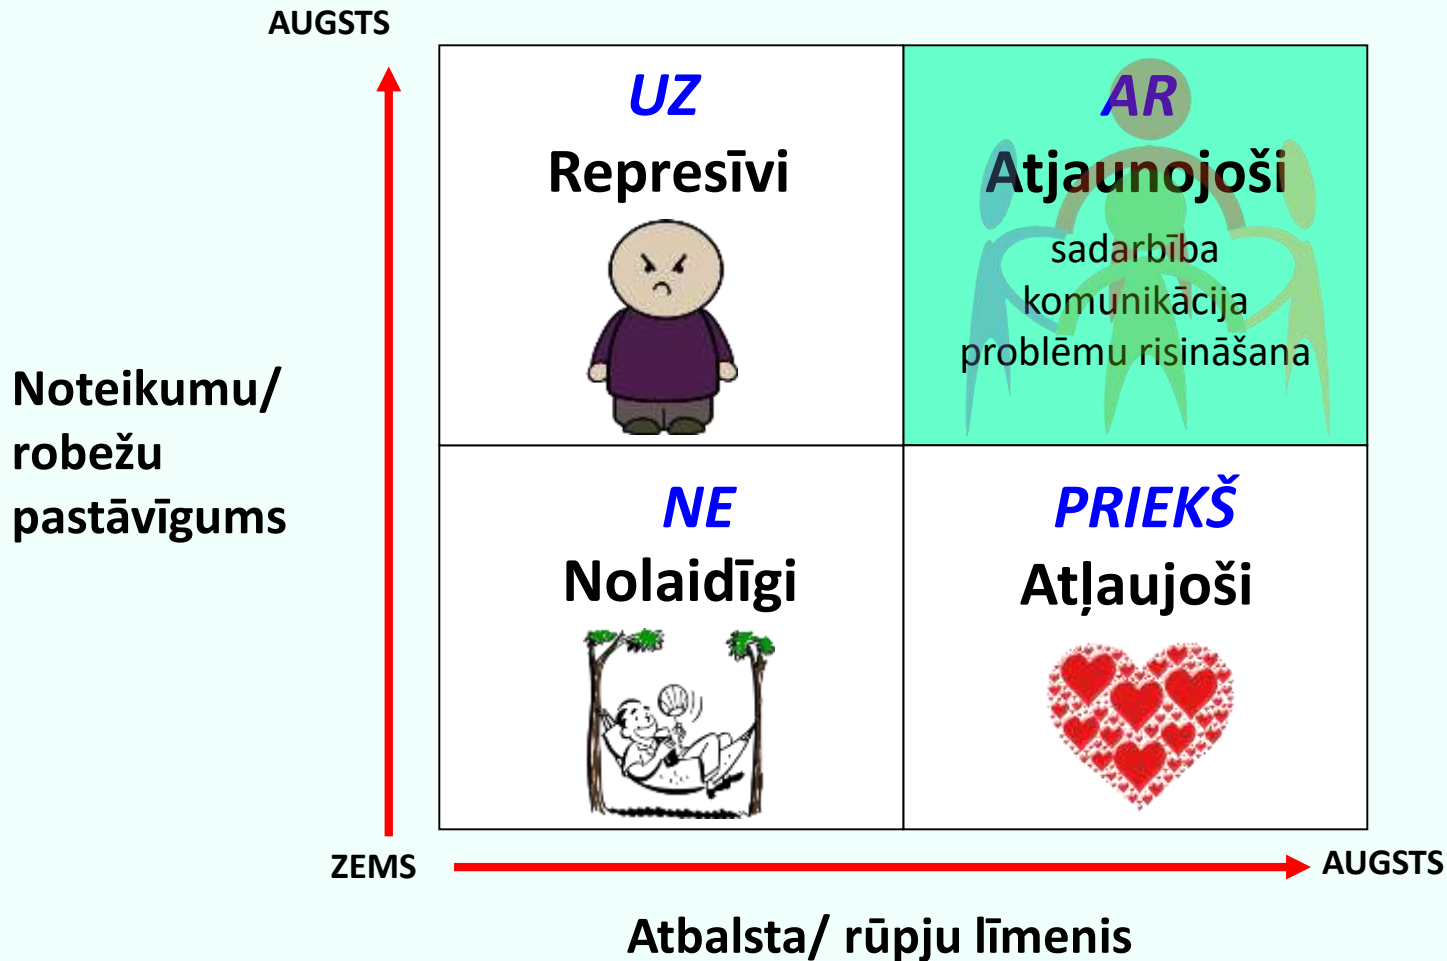 AUGSTS
UZ
Represīvi
AR
Atjaunojoši
sadarbība
komunikācija
problēmu risināšana
Noteikumu/
robežu
pastāvīgums
NE
Nolaidīgi
PRIEKŠ
Atļaujoši
ZEMS
AUGSTS
Atbalsta/ rūpju līmenis